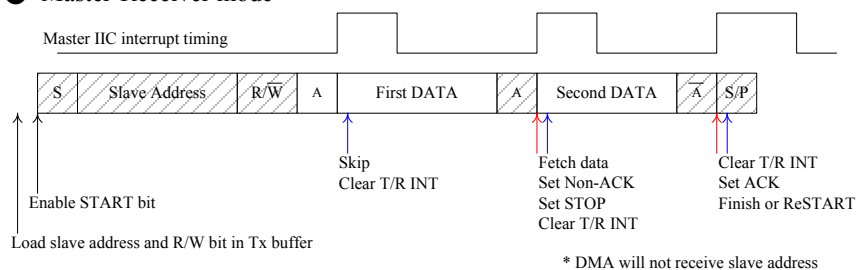 Master Receiver mode
Master IIC interrupt timing
S Slave Address R/W A First DATA A Second DATA A S/P
Skip
Clear T/R INT
Fetch data
Set Non-ACK
Set STOP
Clear T/R INT
Clear T/R INT
Set ACK
Finish or ReSTART
Enable START bit
Load slave address and R/W bit in Tx buffer
* DMA will not receive slave address